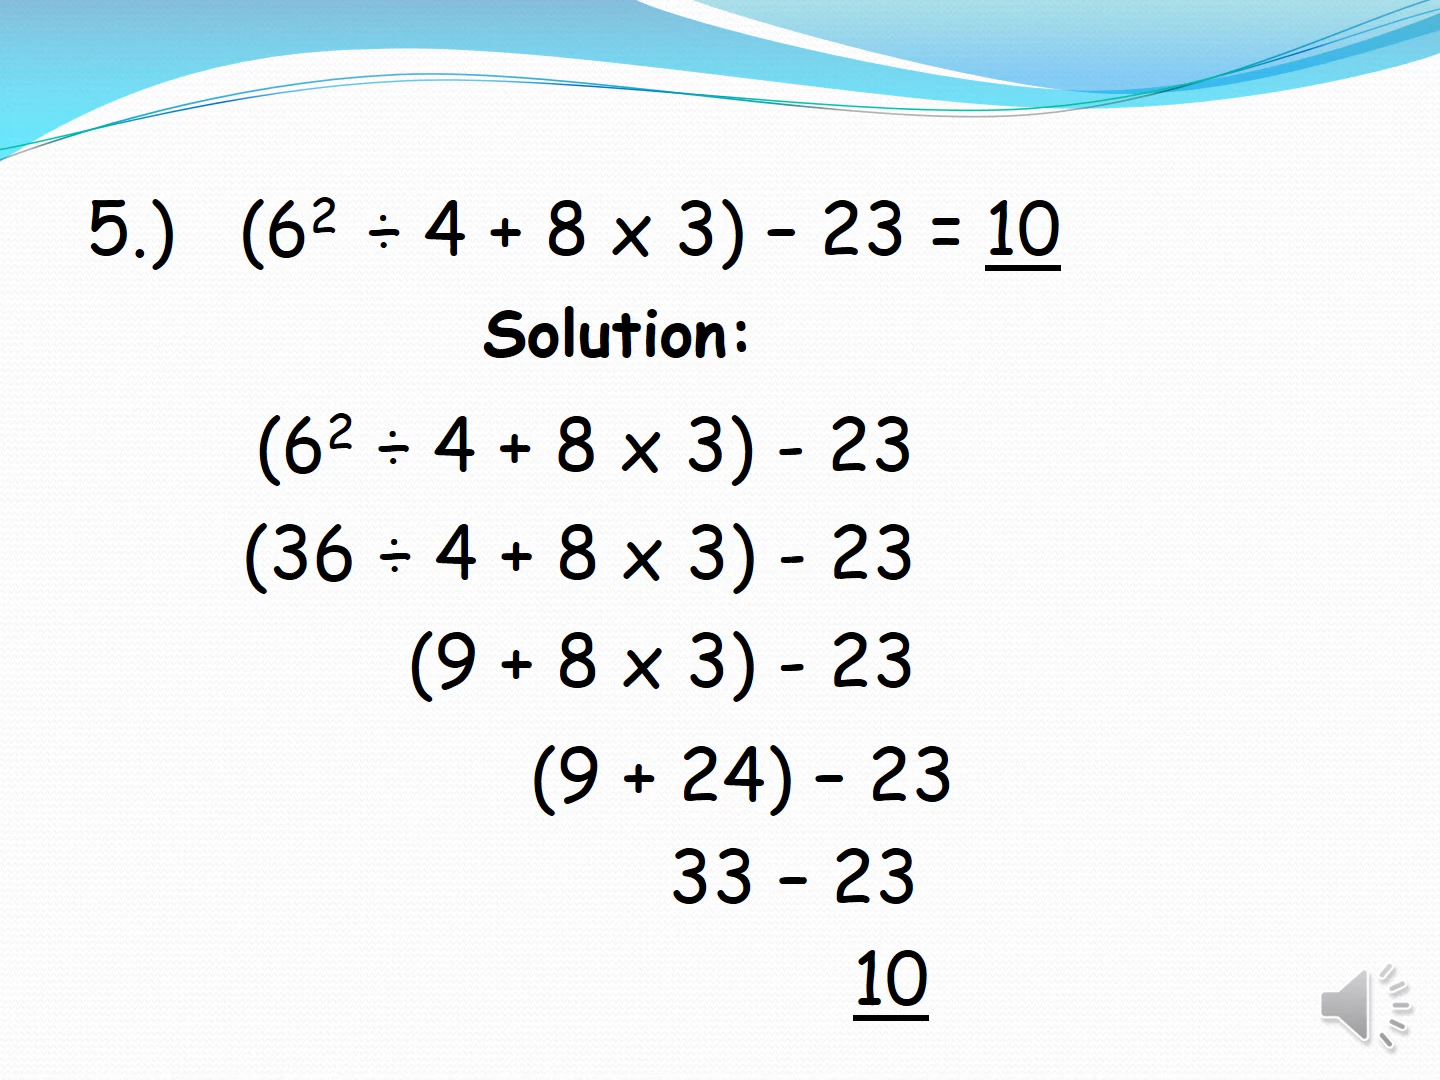 5.) (6² ÷ 4 + 8 x 3) – 23 = 10
Solution:
(6² ÷ 4 + 8 x 3) - 23
(36 ÷ 4 + 8 x 3) - 23
(9 + 8 x 3) - 23
(9 + 24) – 23
33 – 23
10